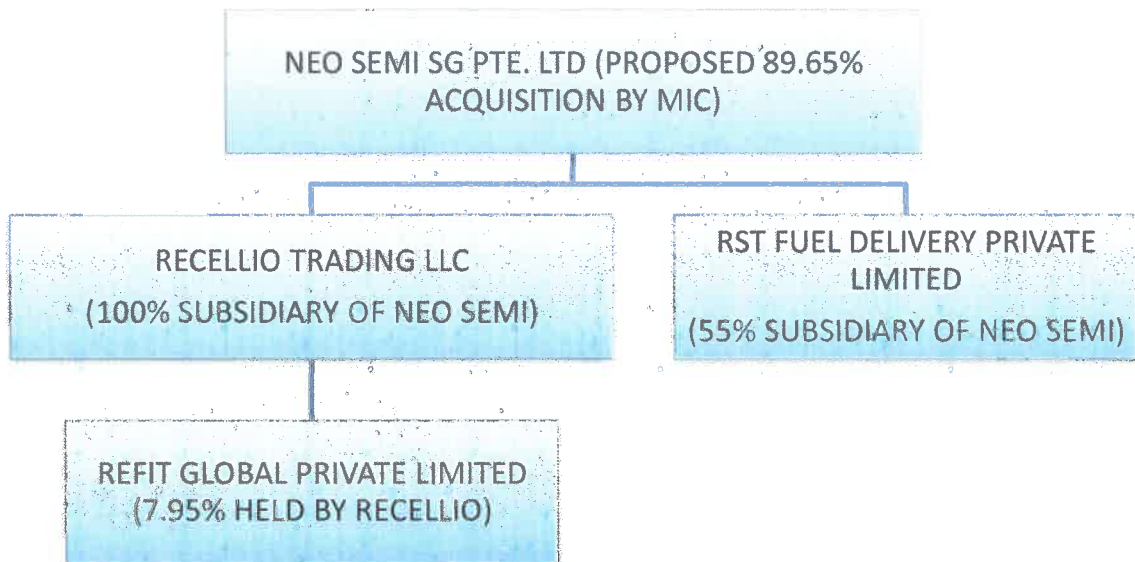 NEO SEMI SG PTE. LTD (PROPOSED 89.65%
ACQUISITION BY MIC)
RECELLIO TRADING LLC
(100% SUBSIDIARY OF NEO SEMI)
RST FUEL DELIVERY PRIVATE
LIMITED
(55% SUBSIDIARY OF NEO SEMI)
REFIT GLOBAL PRIVATE LIMITED
(7.95% HELD BY RECELLIO)